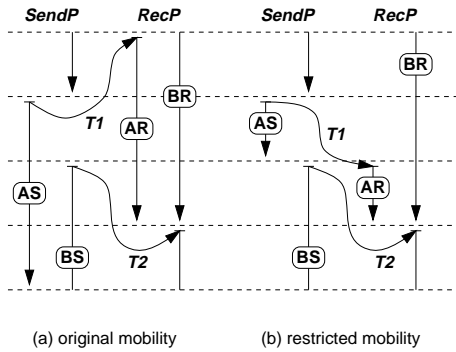 SendP RecP SendP RecP
BR
T1 BR AS T1
AR
AS AR
BS T2 BS T2
(a) original mobility (b) restricted mobility